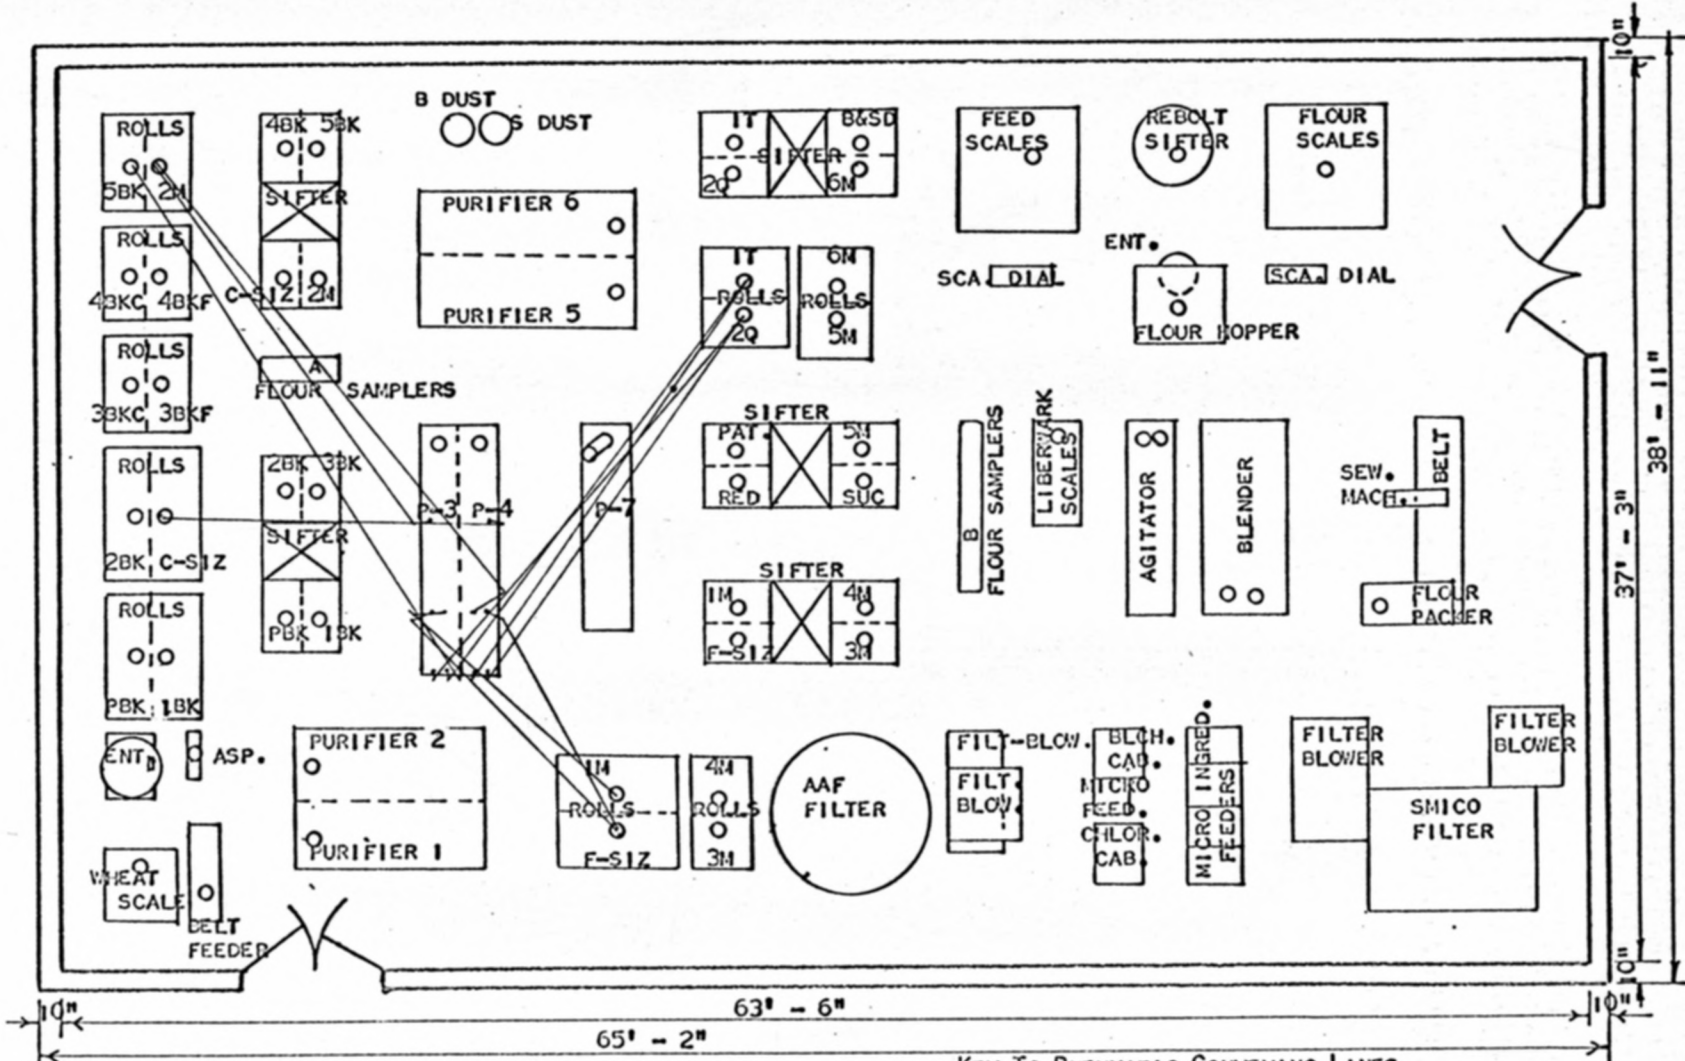 10"
B DUST
S DUST
ROLLS
5BK 2M
4BK 5BK
SIFTER
C-SIZ 2M
PURIFIER 6
PURIFIER 5
IT B&SD
SIFTER
2Q 6M
FEED
SCALES
REBOLT
SIFTER
FLOUR
SCALES
ROLLS
4BKC 4BKF
IT
ROLLS
2Q
6M
ROLLS
5M
ENT.
SCA. DIAL
FLOUR HOPPER
SCA. DIAL
ROLLS
3BKC 3BKF
A
FLOUR SAMPLERS
38' - 11"
37' - 3"
ROLLS
2BK C-SIZ
2BK 3BK
SIFTER
PBK 1BK
P-3 P-4
P-7
SIFTER
PAT. 5M
RED SUC
B
FLOUR SAMPLERS
LIBERWARK
SCALES
AGITATOR
BLENDER
SEW.
MACH.
BELT
FLOUR
PACKER
ROLLS
PBK 1BK
SIFTER
1M 4M
F-SIZ 3M
ENT.
ASP.
PURIFIER 2
PURIFIER 1
1M
ROLLS
F-SIZ
4M
ROLLS
3M
AAF
FILTER
FILT-BLOW.
FILT.
BLOW.
BLCH.
CAB.
MICRO
FEED.
CHLOR.
CAB.
MICRO INGRED.
FEEDERS
FILTER
BLOWER
FILTER
BLOWER
SMICO
FILTER
WHEAT
SCALE
BELT
FEEDER
10"
10"
63' - 6"
10"
65' - 2"